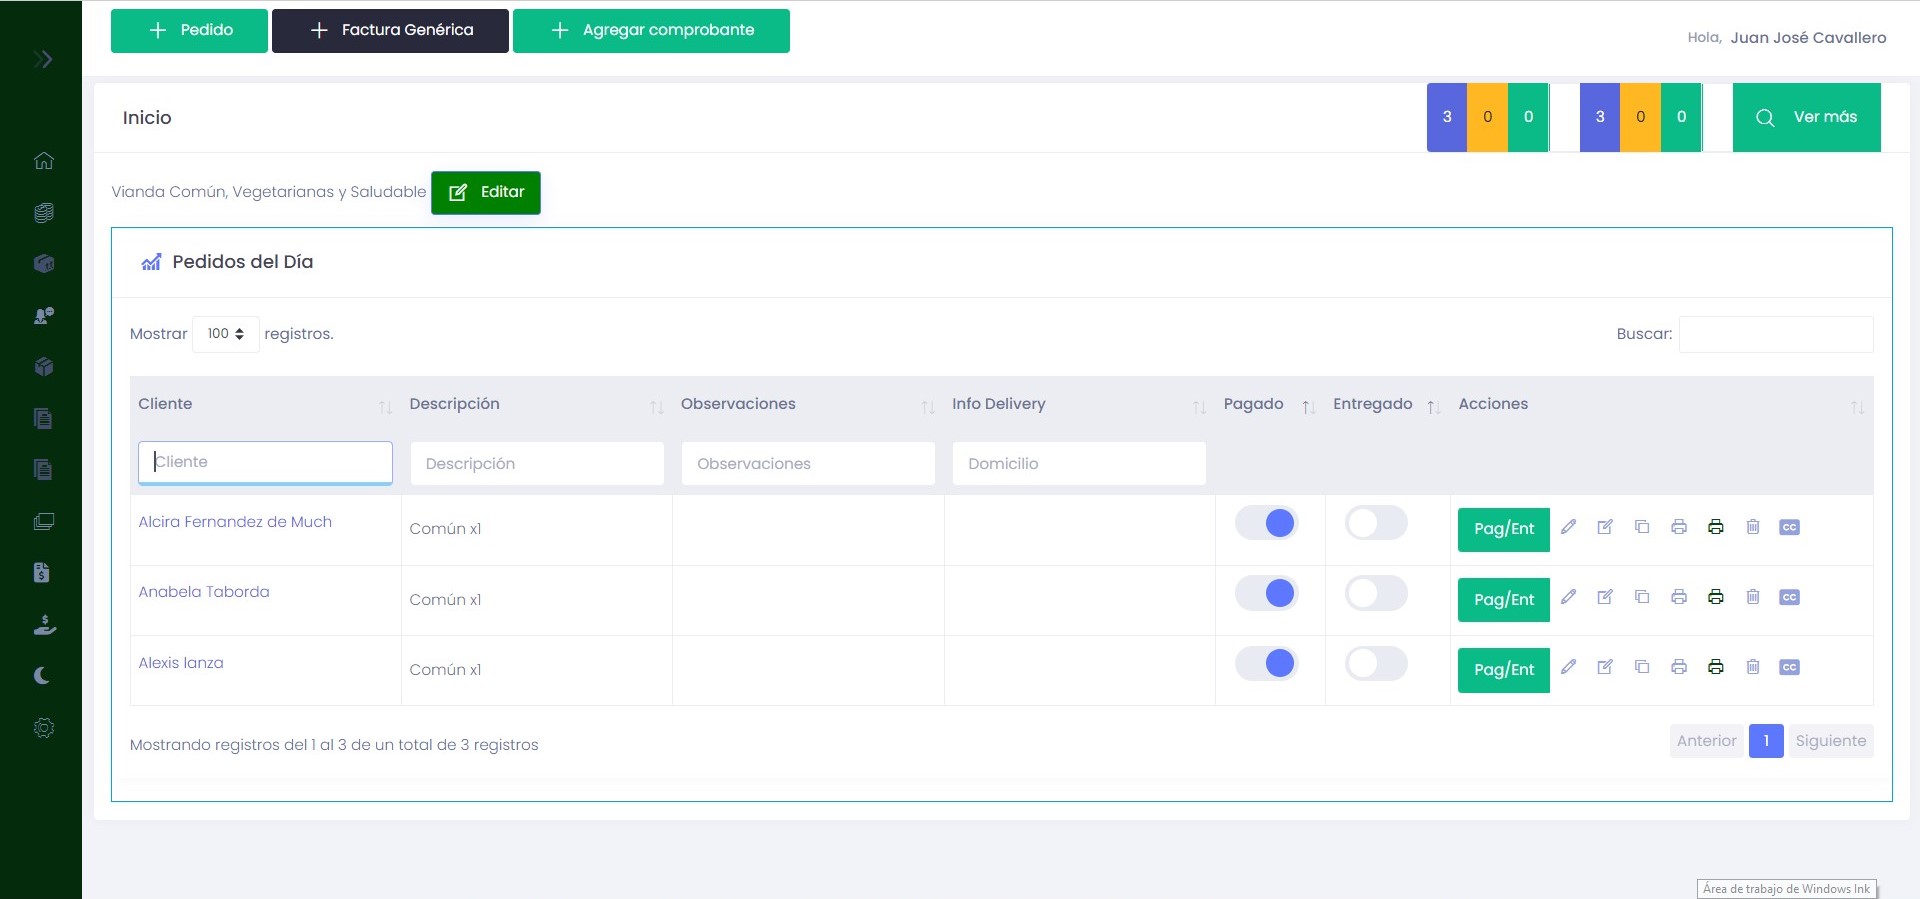 Pedido Factura Genérica Agregar comprobante
Hola, Juan José Cavallero
Inicio 3 0 0 3 0 0 Ver más
Vianda Común, Vegetarianas y Saludable Editar
Pedidos del Día
Mostrar 100 registros. Buscar:
Cliente Descripción Observaciones Info Delivery Pagado Entregado Acciones
Cliente Descripción Observaciones Domicilio
Alcira Fernandez de Much Común x1 Pag/Ent CC
Anabela Taborda Común x1 Pag/Ent CC
Alexis lanza Común x1 Pag/Ent CC
Mostrando registros del 1 al 3 de un total de 3 registros Anterior 1 Siguiente
Área de trabajo de Windows Ink